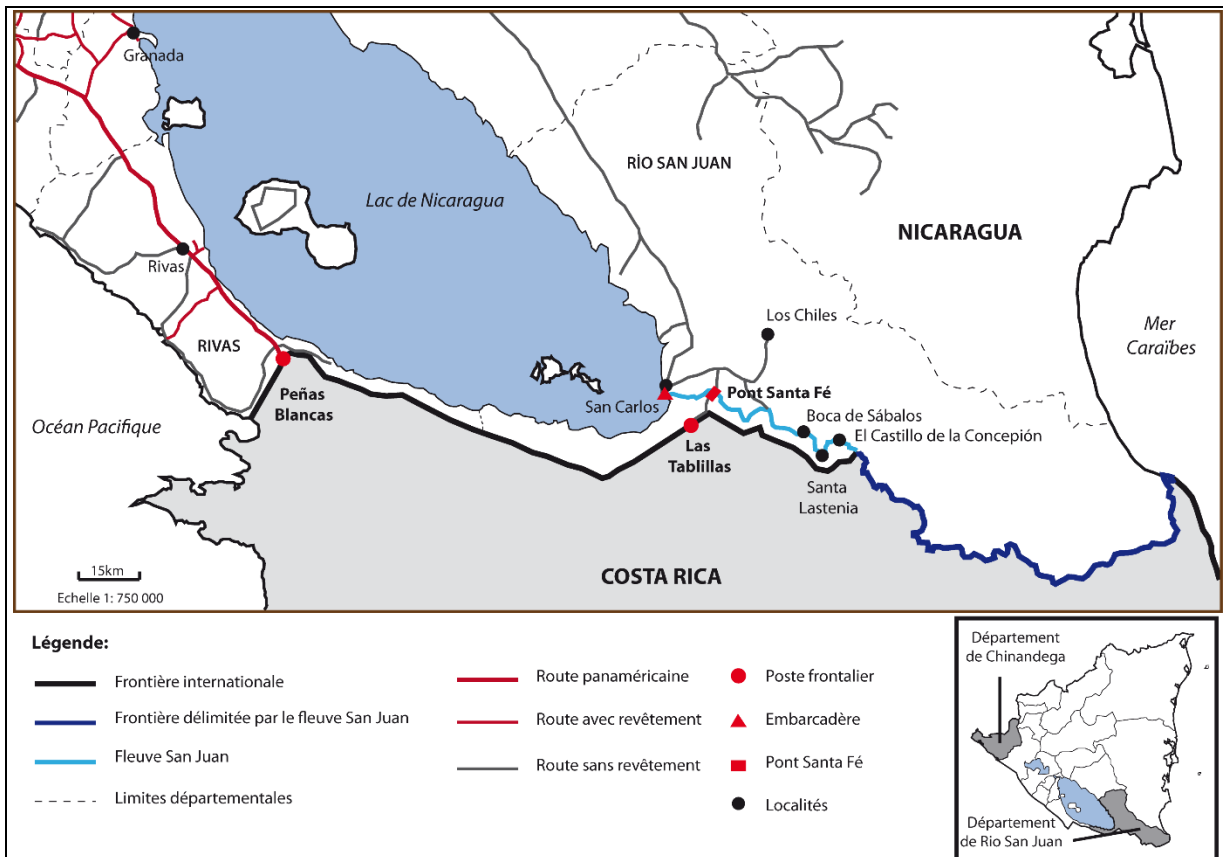 Granada
RÍO SAN JUAN
Lac de Nicaragua
NICARAGUA
Rivas
Los Chiles
Mer
Caraïbes
RIVAS
Peñas
Blancas
San Carlos
Pont Santa Fé
Océan Pacifique
Boca de Sábalos
El Castillo de la Concepión
Las
Tablillas
Santa
Lastenia
15km
Echelle 1: 750 000
COSTA RICA
Légende:
Frontière internationale
Frontière délimitée par le fleuve San Juan
Fleuve San Juan
Limites départementales
Route panaméricaine
Route avec revêtement
Route sans revêtement
Poste frontalier
Embarcadère
Pont Santa Fé
Localités
Département
de Chinandega
Département
de Rio San Juan